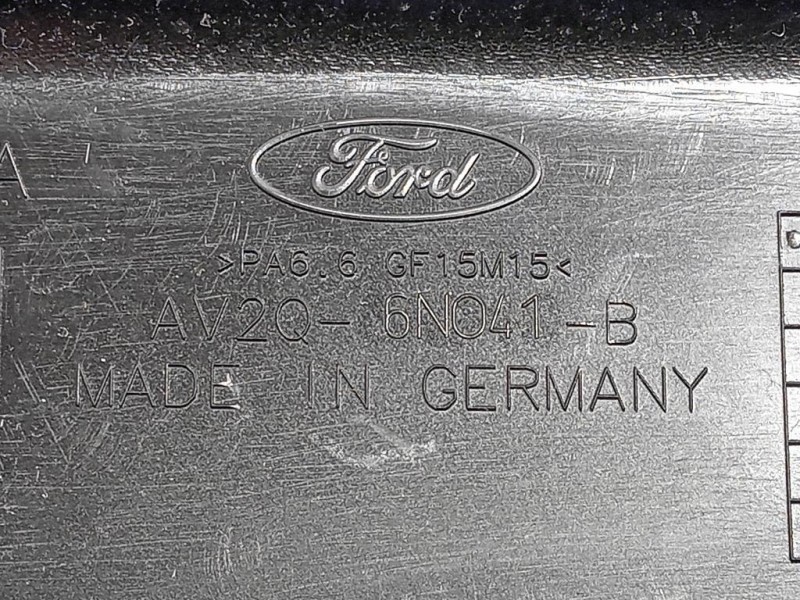 Ford
A
>PA6.6 GF15M15<
AV2Q- 6N041 -B
MADE IN GERMANY